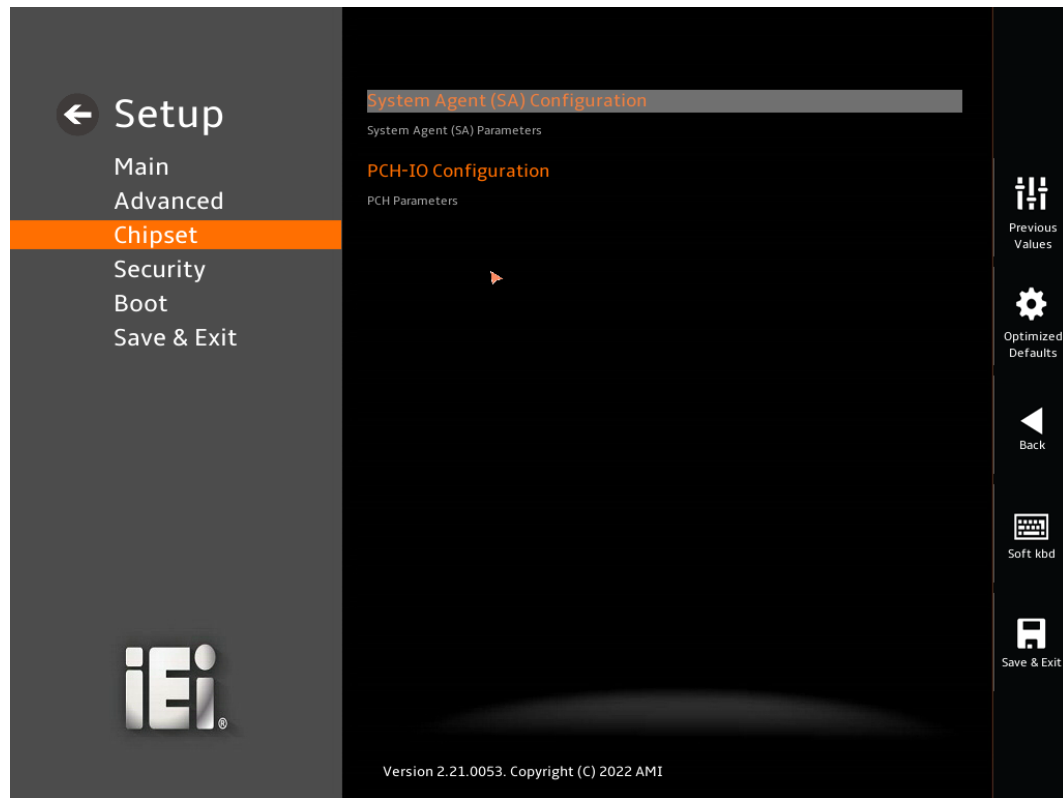 Setup
Main
Advanced
Chipset
Security
Boot
Save & Exit
iEi®
System Agent (SA) Configuration
System Agent (SA) Parameters
PCH-IO Configuration
PCH Parameters
Previous
Values
Optimized
Defaults
Back
Soft kbd
Save & Exit
Version 2.21.0053. Copyright (C) 2022 AMI